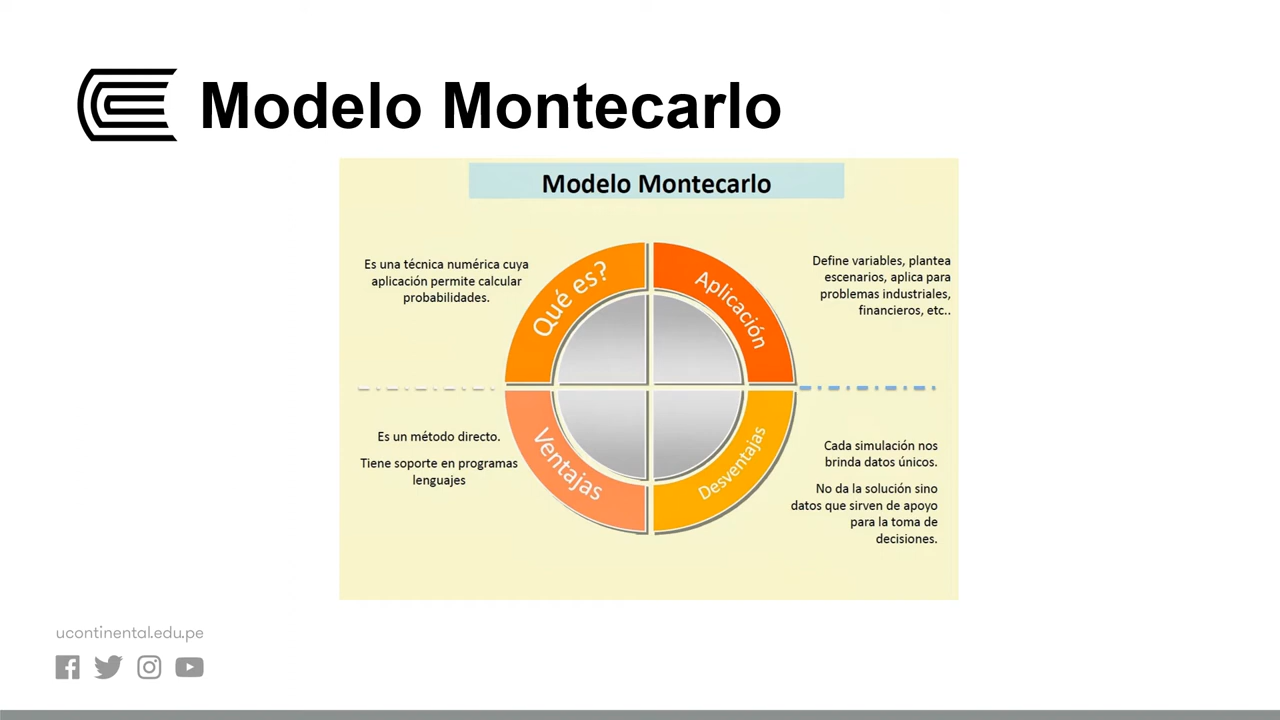 Modelo Montecarlo
Modelo Montecarlo
Es una técnica numérica cuya
aplicación permite calcular
probabilidades.
Qué es?
Aplicación
Define variables, plantea
escenarios, aplica para
problemas industriales,
financieros, etc..
Es un método directo.
Tiene soporte en programas
lenguajes
Ventajas
Desventajas
Cada simulación nos
brinda datos únicos.
No da la solución sino
datos que sirven de apoyo
para la toma de
decisiones.
ucontinental.edu.pe